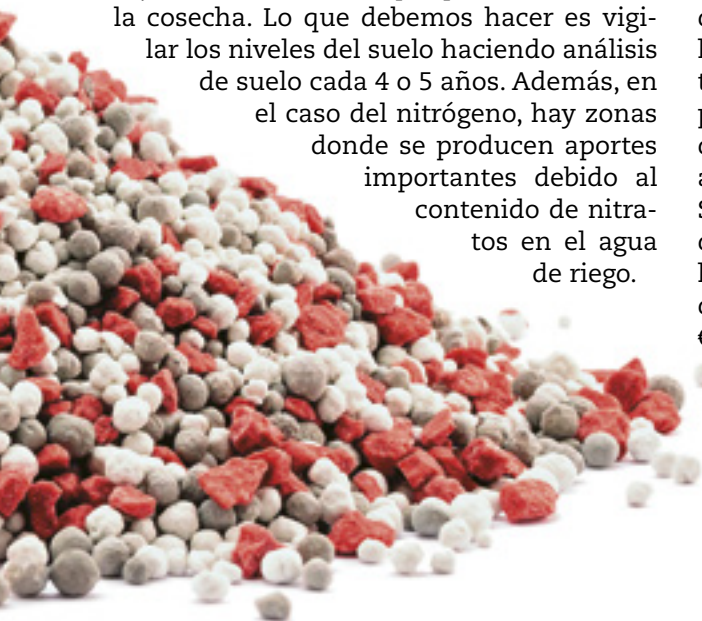 la cosecha. Lo que debemos hacer es vigi-
lar los niveles del suelo haciendo análisis
de suelo cada 4 o 5 años. Además, en
el caso del nitrógeno, hay zonas
donde se producen aportes
importantes debido al
contenido de nitra-
tos en el agua
de riego.